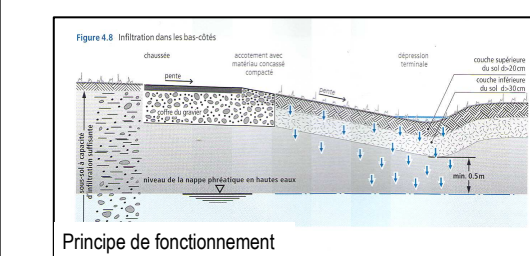 Figure 4.8 Infiltration dans les bas-côtés
chaussée
accotement avec
matériau concassé
compacté
dépression
terminale
couche supérieure
du sol d>20cm
couche inférieure
du sol d>30cm
pente
pente
coffre du gravier
sous-sol à capacité
d'infiltration suffisante
niveau de la nappe phréatique en hautes eaux
min. 0.5m
Principe de fonctionnement